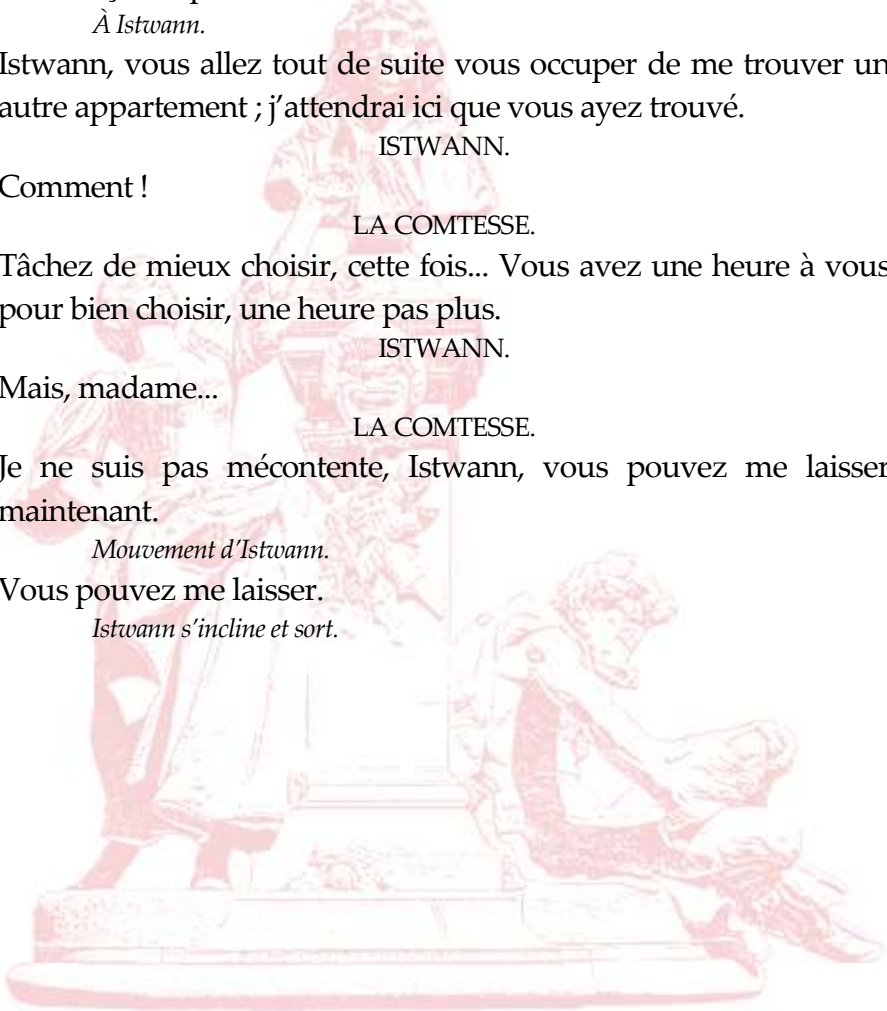 À Istwann.
Istwann, vous allez tout de suite vous occuper de me trouver un
autre appartement ; j’attendrai ici que vous ayez trouvé.
ISTWANN.
Comment !
LA COMTESSE.
Tâchez de mieux choisir, cette fois... Vous avez une heure à vous
pour bien choisir, une heure pas plus.
ISTWANN.
Mais, madame...
LA COMTESSE.
Je ne suis pas mécontente, Istwann, vous pouvez me laisser
maintenant.
Mouvement d’Istwann.
Vous pouvez me laisser.
Istwann s’incline et sort.